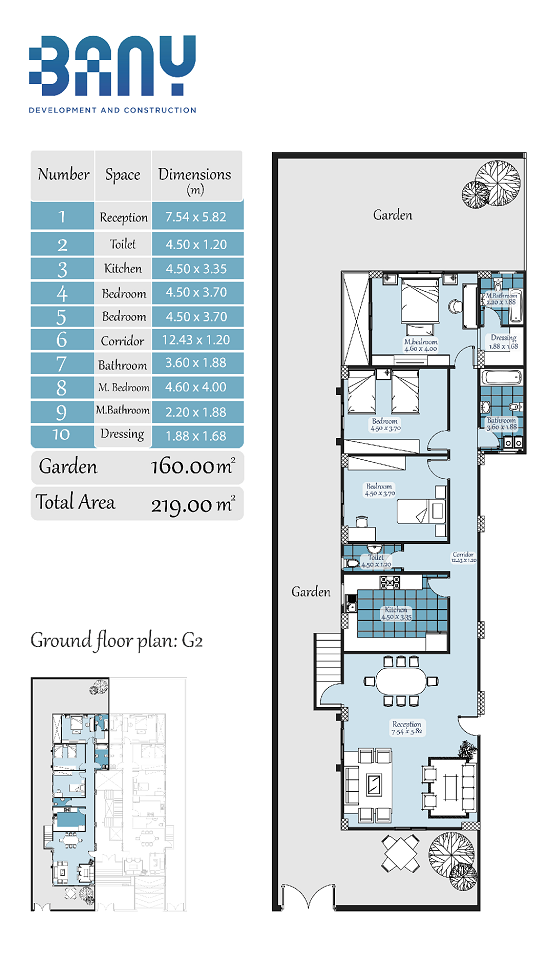 BANY
DEVELOPMENT AND CONSTRUCTION
Number Space Dimensions
(m)
1 Reception 7.54 x 5.82
2 Toilet 4.50 x 1.20
3 Kitchen 4.50 x 3.35
4 Bedroom 4.50 x 3.70
5 Bedroom 4.50 x 3.70
6 Corridor 12.43 x 1.20
7 Bathroom 3.60 x 1.88
8 M. Bedroom 4.60 x 4.00
9 M.Bathroom 2.20 x 1.88
10 Dressing 1.88 x 1.68
Garden 160.00 m²
Total Area 219.00 m²
Ground floor plan: G2
Garden
M.Bathroom
2.20 x 1.88
M.bedroom
4.60 x 4.00
Dressing
1.88 x 1.68
Bedroom
4.50 x 3.70
Bathroom
3.60 x 1.88
Bedroom
4.50 x 3.70
Toilet
4.50 x 1.20
Corridor
12.43 x 1.20
Garden
Kitchen
4.50 x 3.35
Reception
7.54 x 5.82